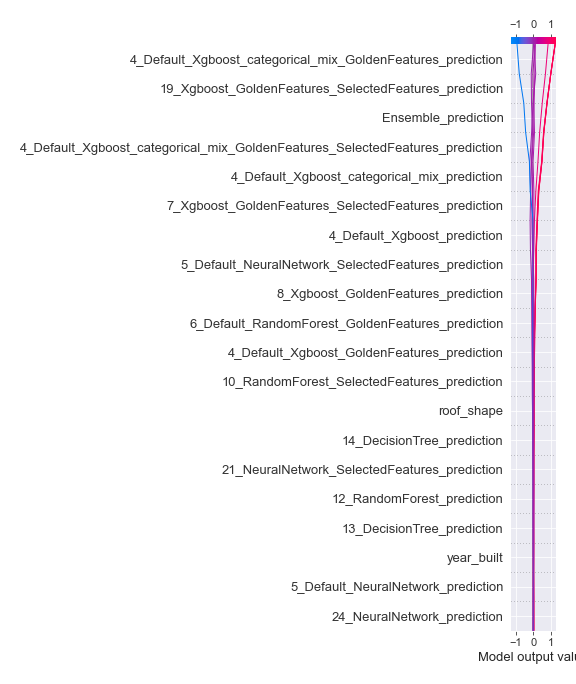 −1 0 1
4_Default_Xgboost_categorical_mix_GoldenFeatures_prediction
19_Xgboost_GoldenFeatures_SelectedFeatures_prediction
Ensemble_prediction
4_Default_Xgboost_categorical_mix_GoldenFeatures_SelectedFeatures_prediction
4_Default_Xgboost_categorical_mix_prediction
7_Xgboost_GoldenFeatures_SelectedFeatures_prediction
4_Default_Xgboost_prediction
5_Default_NeuralNetwork_SelectedFeatures_prediction
8_Xgboost_GoldenFeatures_prediction
6_Default_RandomForest_GoldenFeatures_prediction
4_Default_Xgboost_GoldenFeatures_prediction
10_RandomForest_SelectedFeatures_prediction
roof_shape
14_DecisionTree_prediction
21_NeuralNetwork_SelectedFeatures_prediction
12_RandomForest_prediction
13_DecisionTree_prediction
year_built
5_Default_NeuralNetwork_prediction
24_NeuralNetwork_prediction
−1 0 1
Model output valu